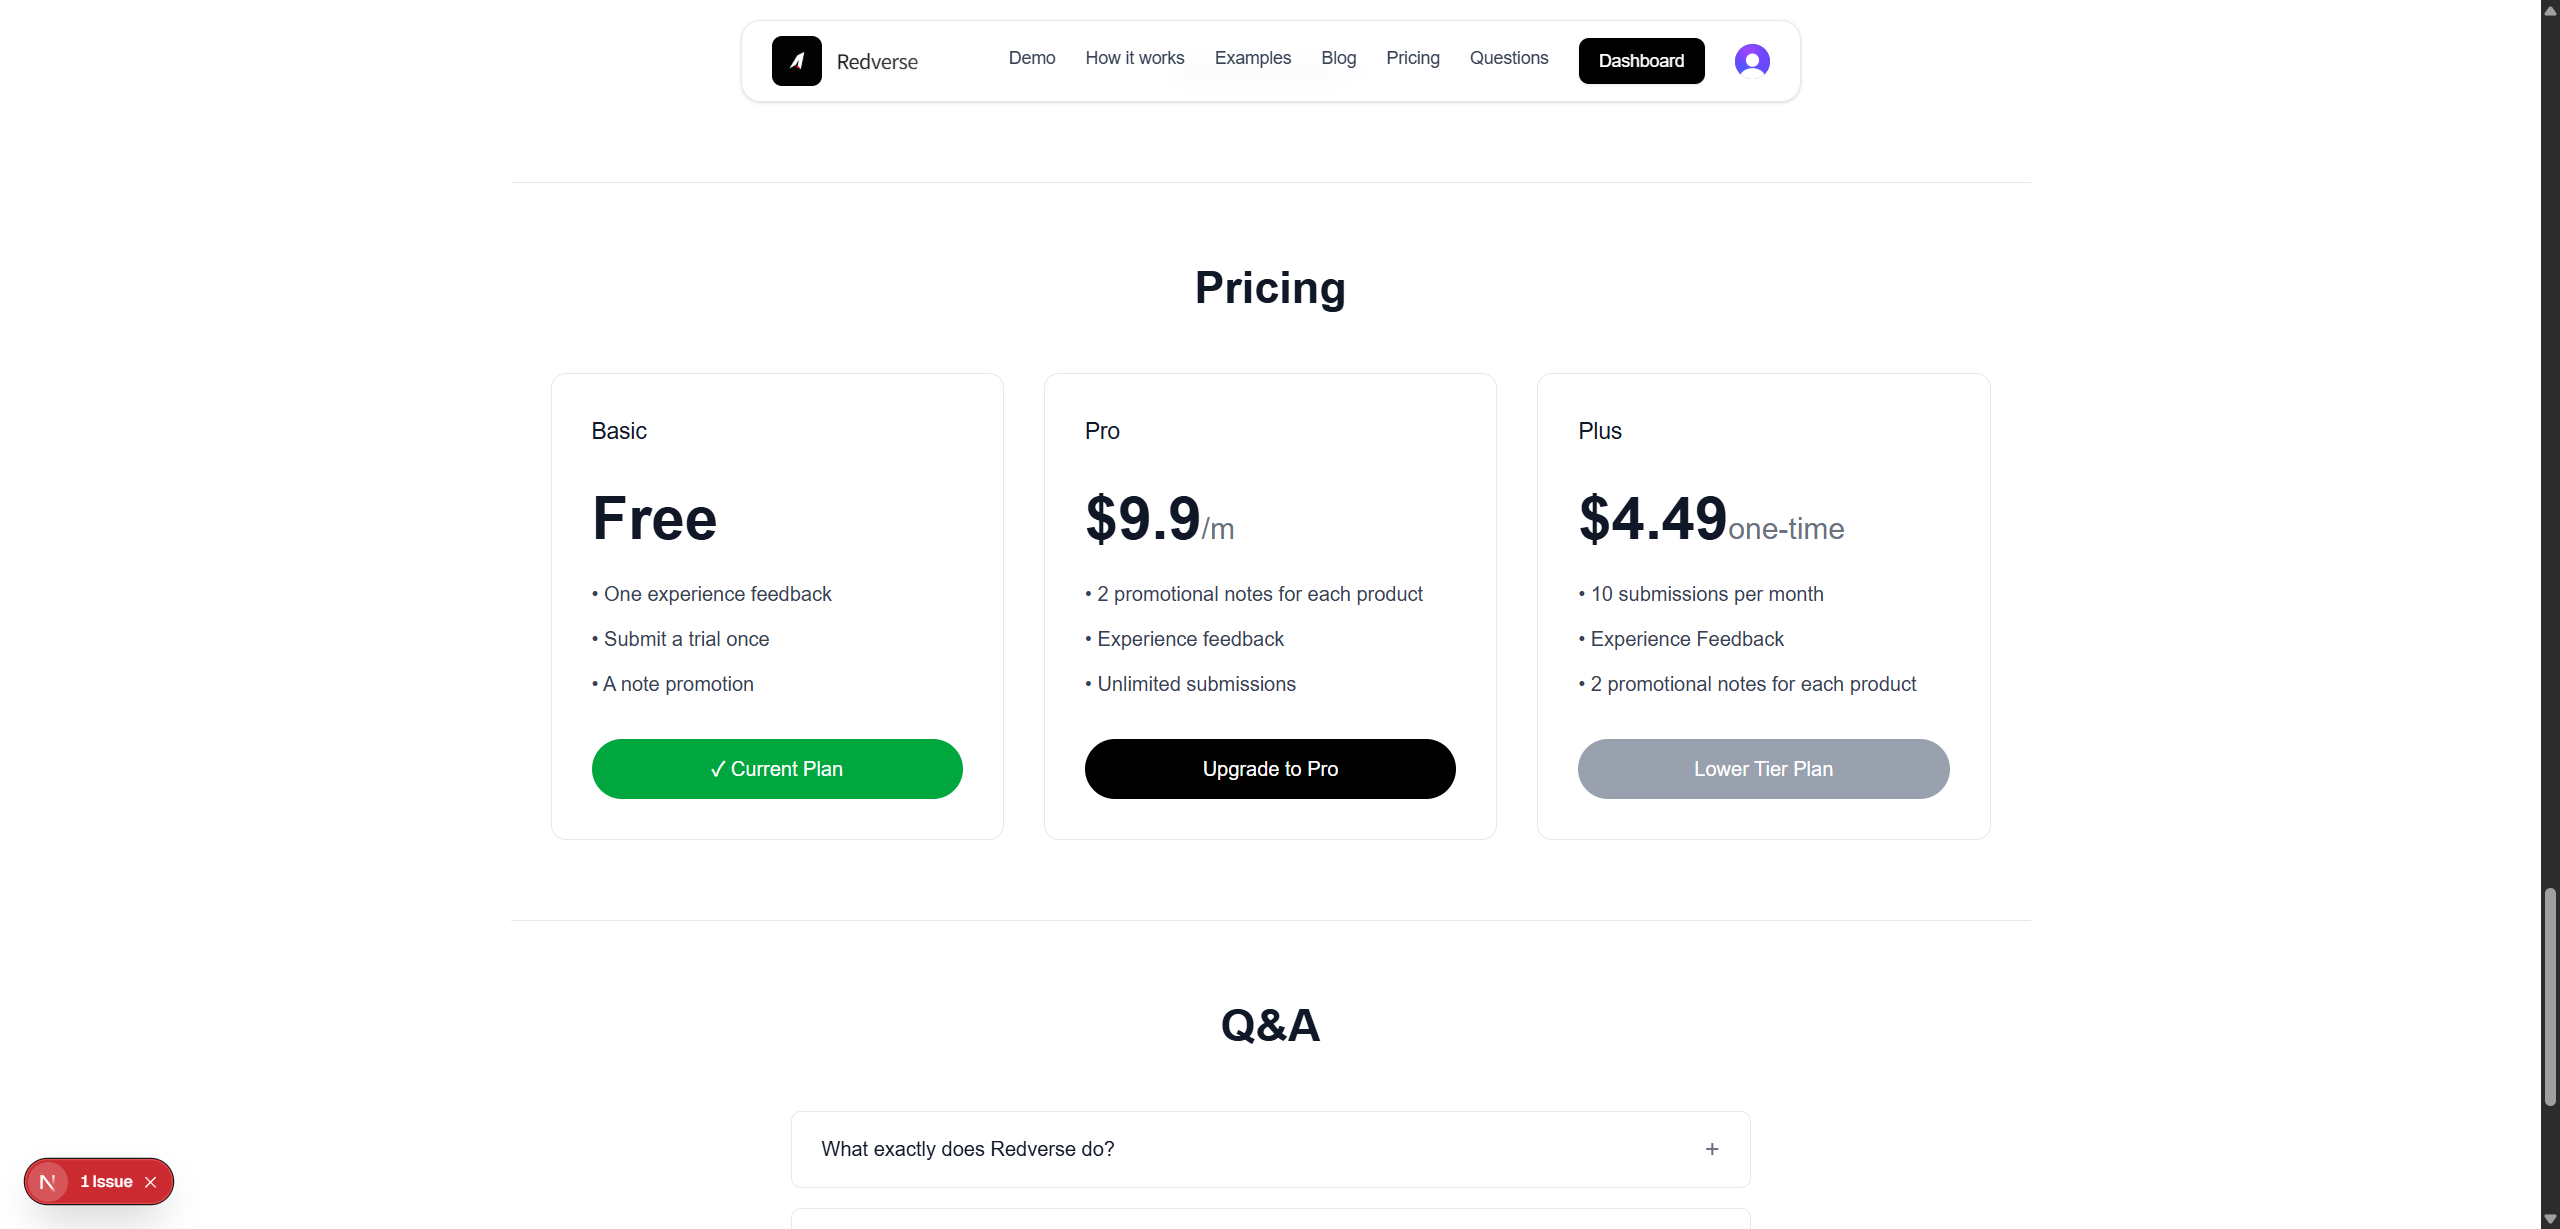 Redverse
Demo
How it works
Examples
Blog
Pricing
Questions
Dashboard
Pricing
Basic
Free
• One experience feedback
• Submit a trial once
• A note promotion
✓ Current Plan
Pro
$9.9/m
• 2 promotional notes for each product
• Experience feedback
• Unlimited submissions
Upgrade to Pro
Plus
$4.49one-time
• 10 submissions per month
• Experience Feedback
• 2 promotional notes for each product
Lower Tier Plan
Q&A
What exactly does Redverse do?
+
N 1 Issue ×